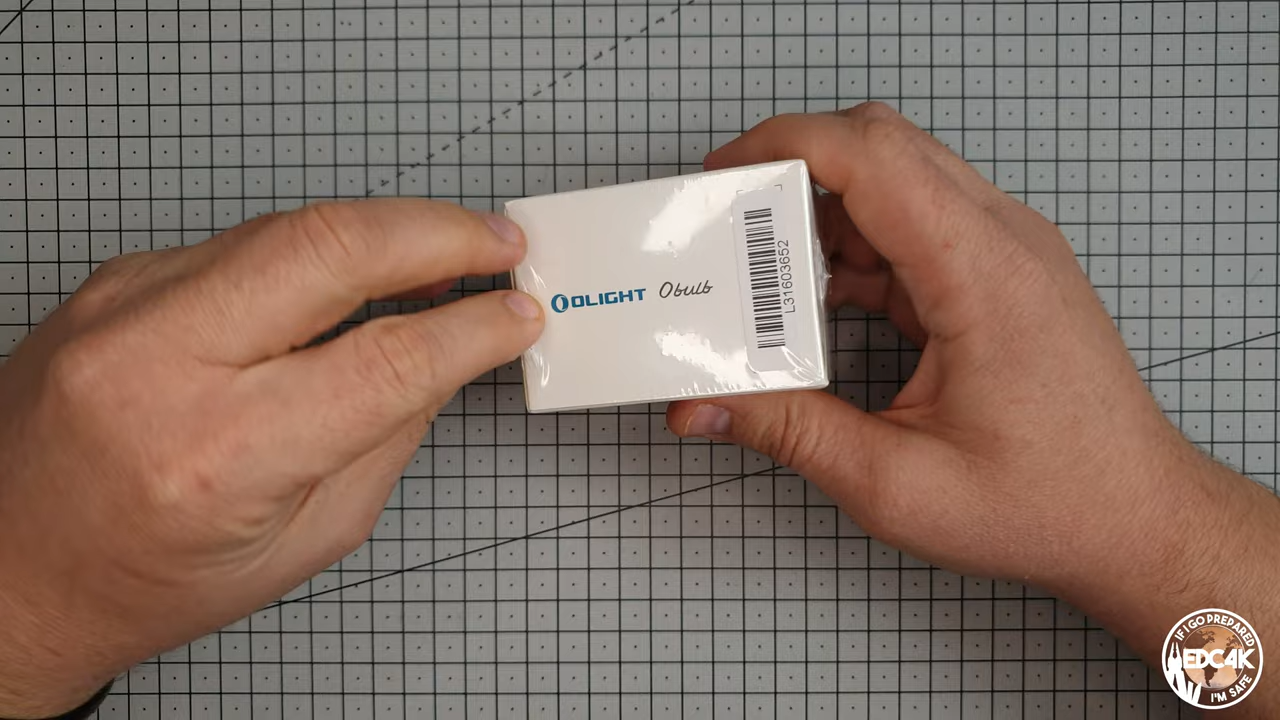 OLIGHT Obulb
L31603652
IF I GO PREPARED
EDC4K
I'M SAFE